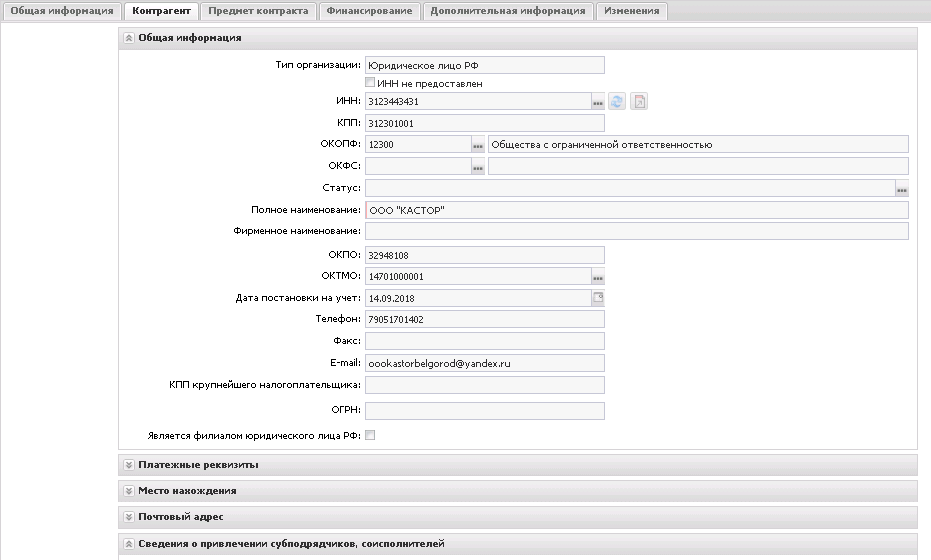 Общая информация Контрагент Предмет контракта Финансирование Дополнительная информация Изменения
Общая информация
Тип организации: Юридическое лицо РФ
ИНН не предоставлен
ИНН: 3123443431
КПП: 312301001
ОКОПФ: 12300 Общества с ограниченной ответственностью
ОКФС:
Статус:
Полное наименование: ООО "КАСТОР"
Фирменное наименование:
ОКПО: 32948108
ОКТМО: 14701000001
Дата постановки на учет: 14.09.2018
Телефон: 79051701402
Факс:
E-mail: oookastorbelgorod@yandex.ru
КПП крупнейшего налогоплательщика:
ОГРН:
Является филиалом юридического лица РФ:
Платежные реквизиты
Место нахождения
Почтовый адрес
Сведения о привлечении субподрядчиков, соисполнителей